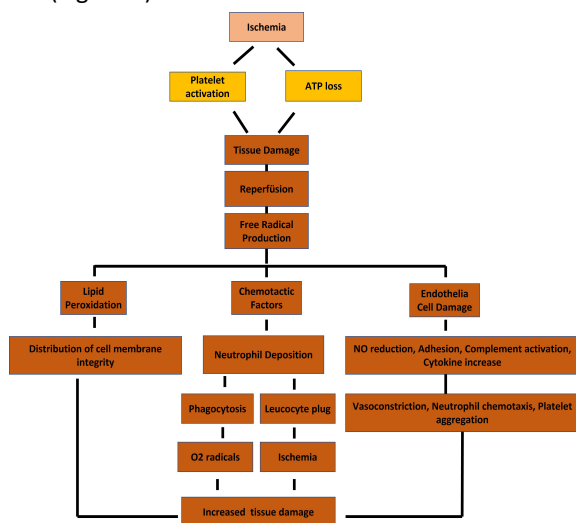 Ischemia
Platelet
activation
ATP loss
Tissue Damage
Reperfüsion
Free Radical
Production
Lipid
Peroxidation
Chemotactic
Factors
Endothelia
Cell Damage
Distribution of cell membrane
integrity
Neutrophil Deposition
NO reduction, Adhesion, Complement activation,
Cytokine increase
Phagocytosis
Leucocyte plug
Vasoconstriction, Neutrophil chemotaxis, Platelet
aggregation
O2 radicals
Ischemia
Increased tissue damage